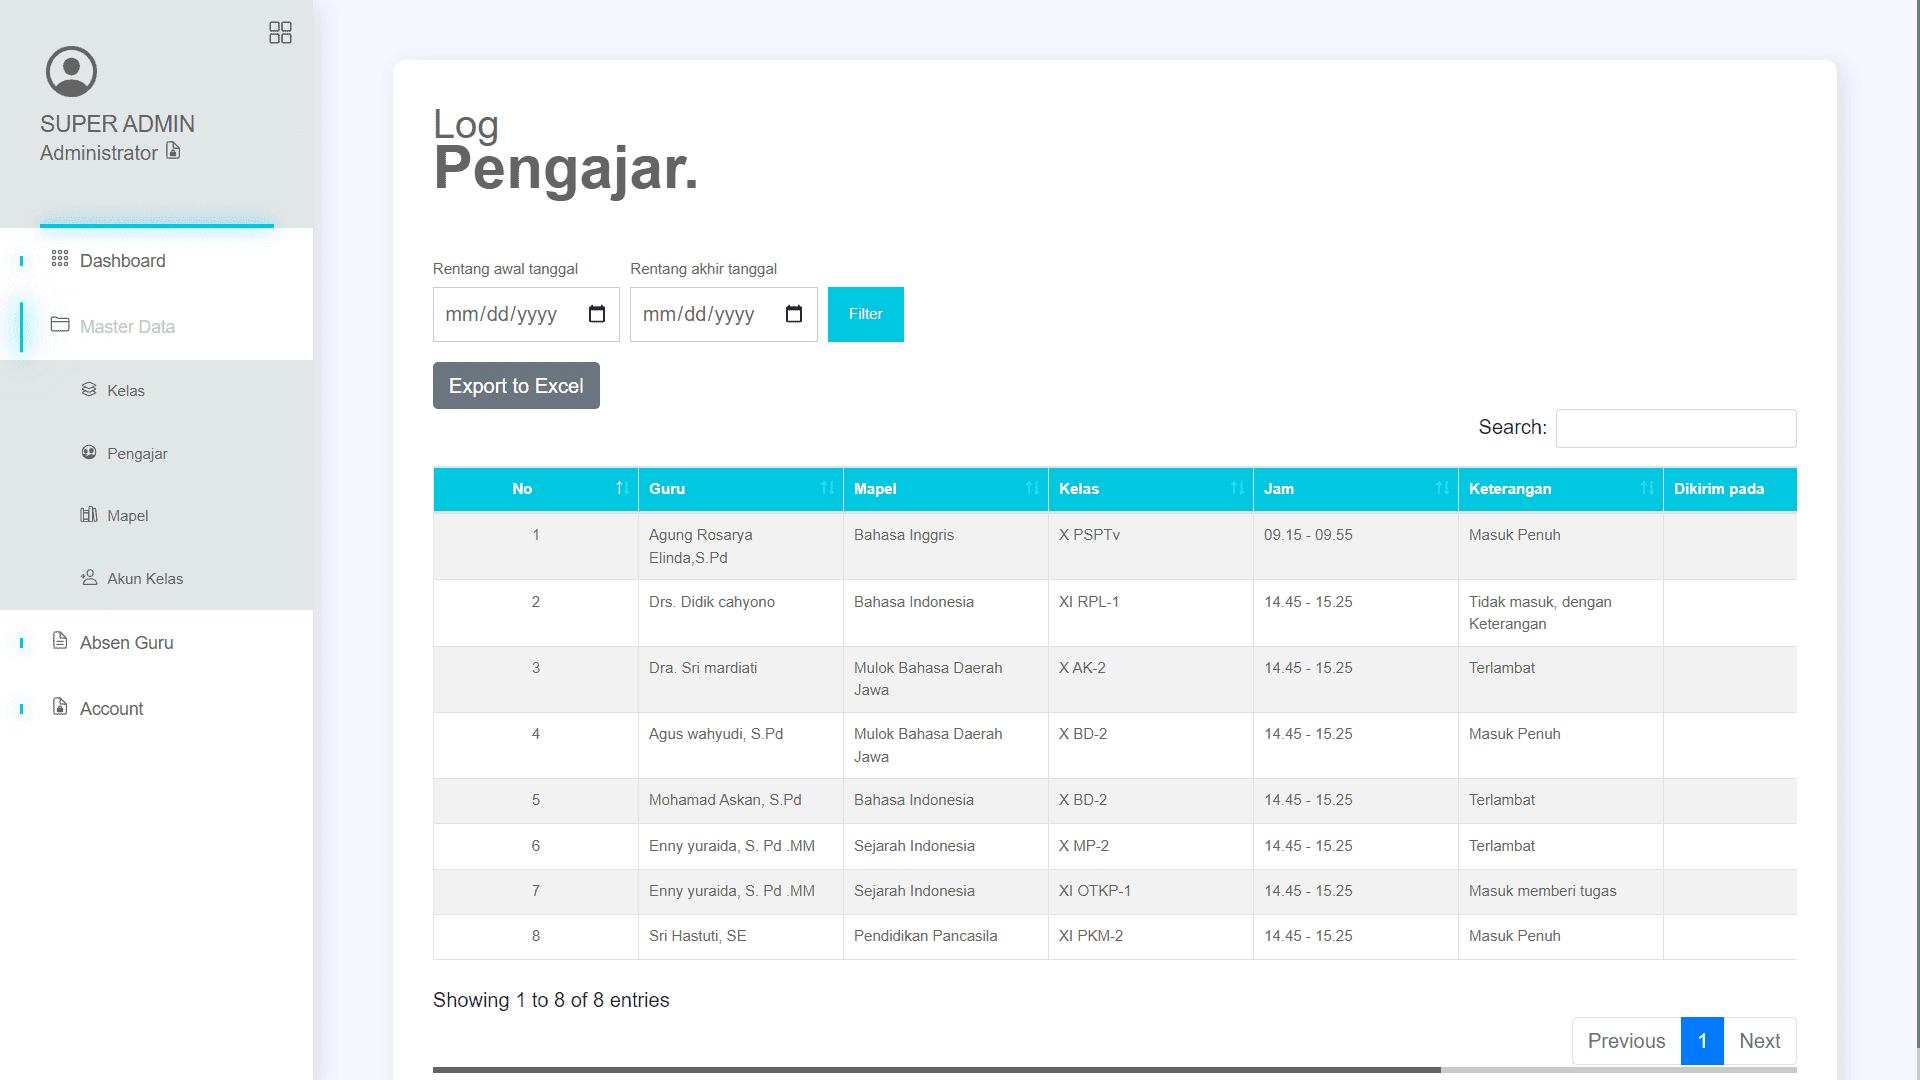 SUPER ADMIN
Administrator
Dashboard
Master Data
Kelas
Pengajar
Mapel
Akun Kelas
Absen Guru
Account
Log
Pengajar.
Rentang awal tanggal Rentang akhir tanggal
mm/dd/yyyy mm/dd/yyyy Filter
Export to Excel
Search:
No Guru Mapel Kelas Jam Keterangan Dikirim pada
1 Agung Rosarya Elinda,S.Pd Bahasa Inggris X PSPTv 09.15 - 09.55 Masuk Penuh
2 Drs. Didik cahyono Bahasa Indonesia XI RPL-1 14.45 - 15.25 Tidak masuk, dengan Keterangan
3 Dra. Sri mardiati Mulok Bahasa Daerah Jawa X AK-2 14.45 - 15.25 Terlambat
4 Agus wahyudi, S.Pd Mulok Bahasa Daerah Jawa X BD-2 14.45 - 15.25 Masuk Penuh
5 Mohamad Askan, S.Pd Bahasa Indonesia X BD-2 14.45 - 15.25 Terlambat
6 Enny yuraida, S. Pd .MM Sejarah Indonesia X MP-2 14.45 - 15.25 Terlambat
7 Enny yuraida, S. Pd .MM Sejarah Indonesia XI OTKP-1 14.45 - 15.25 Masuk memberi tugas
8 Sri Hastuti, SE Pendidikan Pancasila XI PKM-2 14.45 - 15.25 Masuk Penuh
Showing 1 to 8 of 8 entries
Previous 1 Next